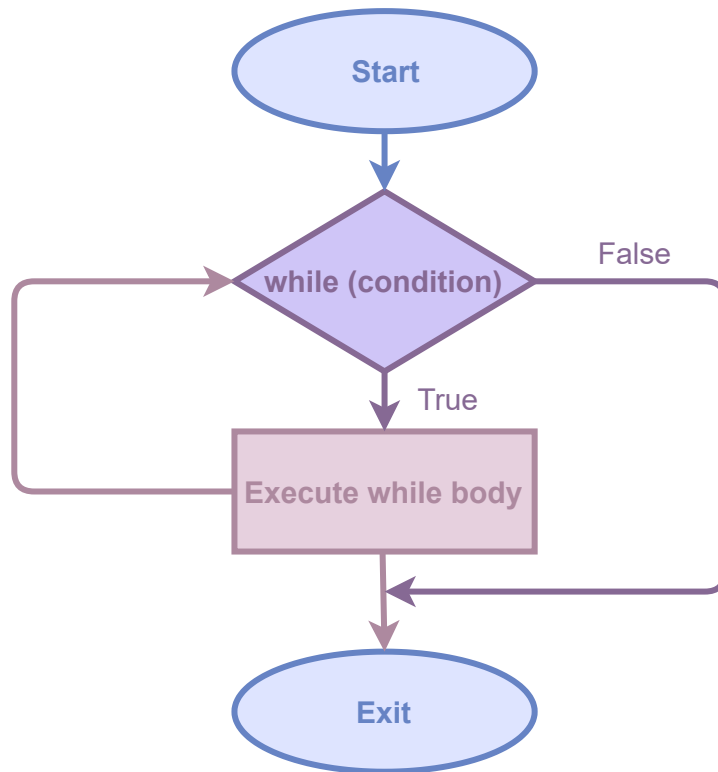 Start
while (condition)
False
True
Execute while body
Exit